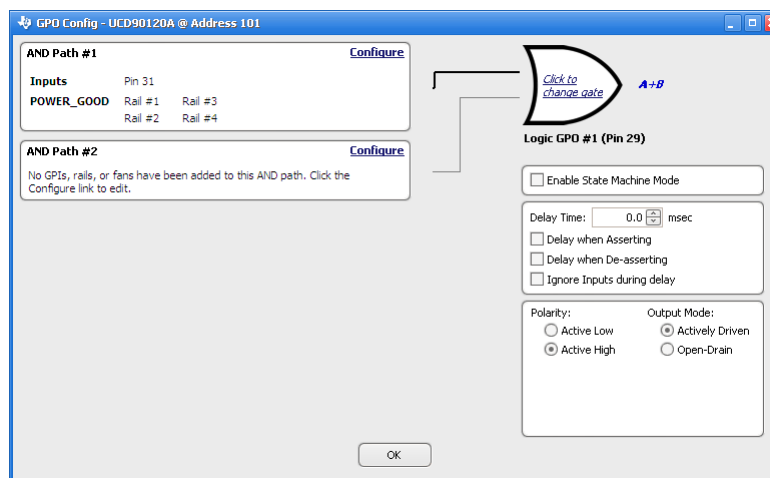 GPO Config - UCD90120A @ Address 101
AND Path #1 Configure
Inputs Pin 31
POWER_GOOD Rail #1 Rail #3
Rail #2 Rail #4
AND Path #2 Configure
No GPIs, rails, or fans have been added to this AND path. Click the
Configure link to edit.
Click to
change gate
A+B
Logic GPO #1 (Pin 29)
Enable State Machine Mode
Delay Time: 0.0 msec
Delay when Asserting
Delay when De-asserting
Ignore Inputs during delay
Polarity: Output Mode:
Active Low Actively Driven
Active High Open-Drain
OK